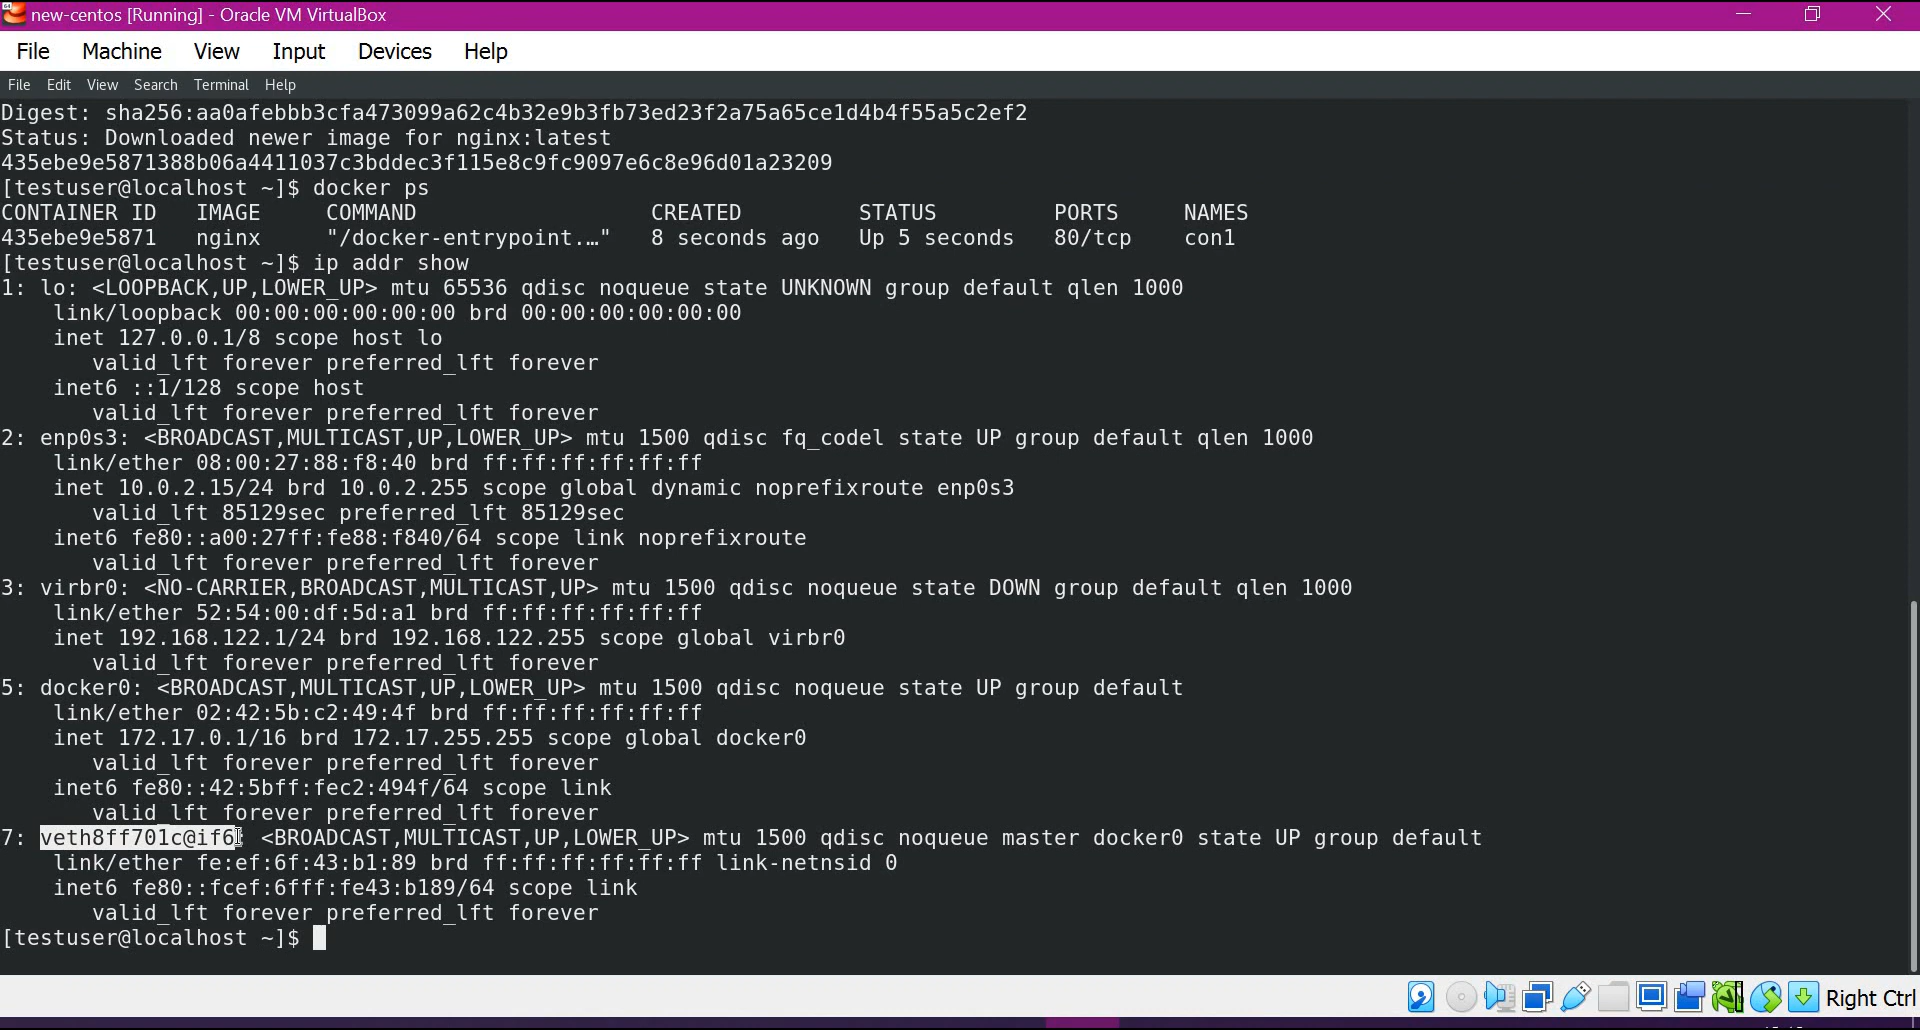 new-centos [Running] - Oracle VM VirtualBox
File Machine View Input Devices Help
File Edit View Search Terminal Help
Digest: sha256:aa0afebbb3cfa473099a62c4b32e9b3fb73ed23f2a75a65ce1d4b4f55a5c2ef2
Status: Downloaded newer image for nginx:latest
435ebe9e5871388b06a4411037c3bddec3f115e8c9fc9097e6c8e96d01a23209
[testuser@localhost ~]$ docker ps
CONTAINER ID   IMAGE     COMMAND                  CREATED         STATUS         PORTS     NAMES
435ebe9e5871   nginx     "/docker-entrypoint.…"   8 seconds ago   Up 5 seconds   80/tcp    con1
[testuser@localhost ~]$ ip addr show
1: lo: <LOOPBACK,UP,LOWER_UP> mtu 65536 qdisc noqueue state UNKNOWN group default qlen 1000
    link/loopback 00:00:00:00:00:00 brd 00:00:00:00:00:00
    inet 127.0.0.1/8 scope host lo
       valid_lft forever preferred_lft forever
    inet6 ::1/128 scope host
       valid_lft forever preferred_lft forever
2: enp0s3: <BROADCAST,MULTICAST,UP,LOWER_UP> mtu 1500 qdisc fq_codel state UP group default qlen 1000
    link/ether 08:00:27:88:f8:40 brd ff:ff:ff:ff:ff:ff
    inet 10.0.2.15/24 brd 10.0.2.255 scope global dynamic noprefixroute enp0s3
       valid_lft 85129sec preferred_lft 85129sec
    inet6 fe80::a00:27ff:fe88:f840/64 scope link noprefixroute
       valid_lft forever preferred_lft forever
3: virbr0: <NO-CARRIER,BROADCAST,MULTICAST,UP> mtu 1500 qdisc noqueue state DOWN group default qlen 1000
    link/ether 52:54:00:df:5d:a1 brd ff:ff:ff:ff:ff:ff
    inet 192.168.122.1/24 brd 192.168.122.255 scope global virbr0
       valid_lft forever preferred_lft forever
5: docker0: <BROADCAST,MULTICAST,UP,LOWER_UP> mtu 1500 qdisc noqueue state UP group default
    link/ether 02:42:5b:c2:49:4f brd ff:ff:ff:ff:ff:ff
    inet 172.17.0.1/16 brd 172.17.255.255 scope global docker0
       valid_lft forever preferred_lft forever
    inet6 fe80::42:5bff:fec2:494f/64 scope link
       valid_lft forever preferred_lft forever
7: veth8ff701c@if6: <BROADCAST,MULTICAST,UP,LOWER_UP> mtu 1500 qdisc noqueue master docker0 state UP group default
    link/ether fe:ef:6f:43:b1:89 brd ff:ff:ff:ff:ff:ff link-netnsid 0
    inet6 fe80::fcef:6fff:fe43:b189/64 scope link
       valid_lft forever preferred_lft forever
[testuser@localhost ~]$
Right Ctrl